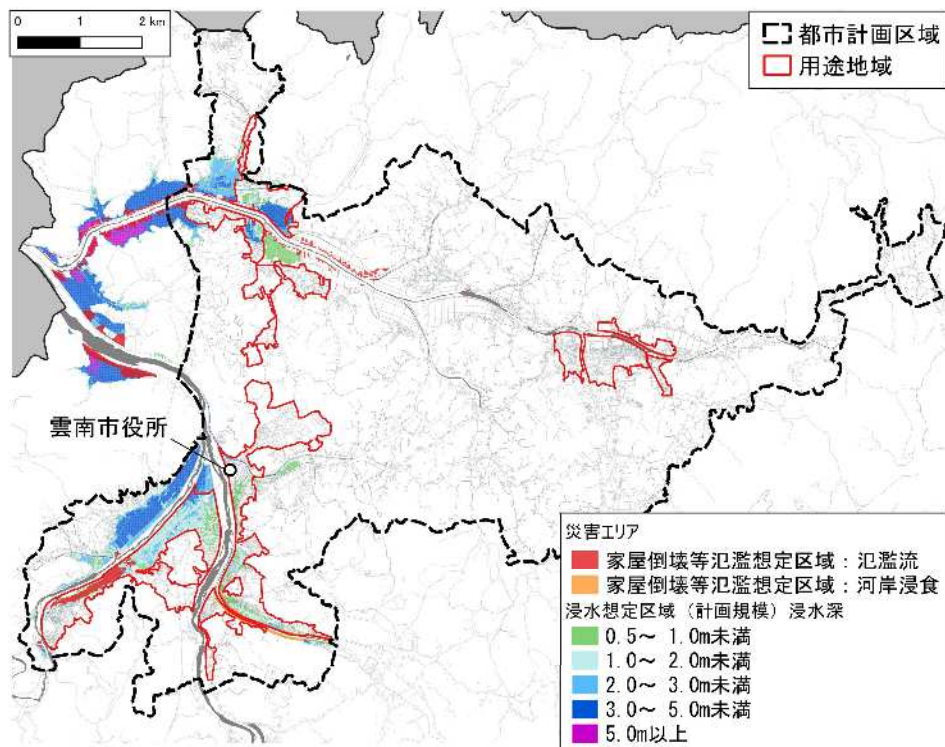 0 1 2 km
都市計画区域
用途地域
雲南市役所
災害エリア
家屋倒壊等氾濫想定区域：氾濫流
家屋倒壊等氾濫想定区域：河岸浸食
浸水想定区域（計画規模）浸水深
0.5～ 1.0m未満
1.0～ 2.0m未満
2.0～ 3.0m未満
3.0～ 5.0m未満
5.0m以上